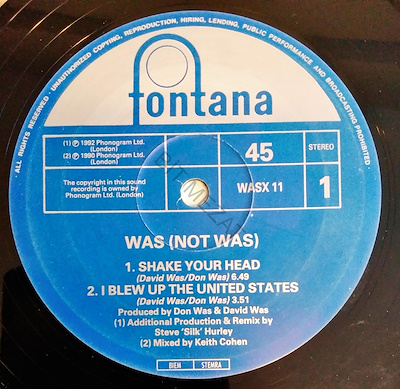 · UNAUTHORIZED COPYING, REPRODUCTION, HIRING, LENDING, PUBLIC PERFORMANCE AND BROADCASTING PROHIBITED ·
ALL RIGHTS RESERVED
fontana
(1) ℗ 1992 Phonogram Ltd.
(London)
(2) ℗ 1990 Phonogram Ltd.
(London)
45
STEREO
The copyright in this sound
recording is owned by
Phonogram Ltd. (London)
WASX 11
1
WAS (NOT WAS)
1. SHAKE YOUR HEAD
(David Was/Don Was) 6.49
2. I BLEW UP THE UNITED STATES
(David Was/Don Was) 3.51
Produced by Don Was & David Was
(1) Additional Production & Remix by
Steve 'Silk' Hurley
(2) Mixed by Keith Cohen
BIEM
STEMRA